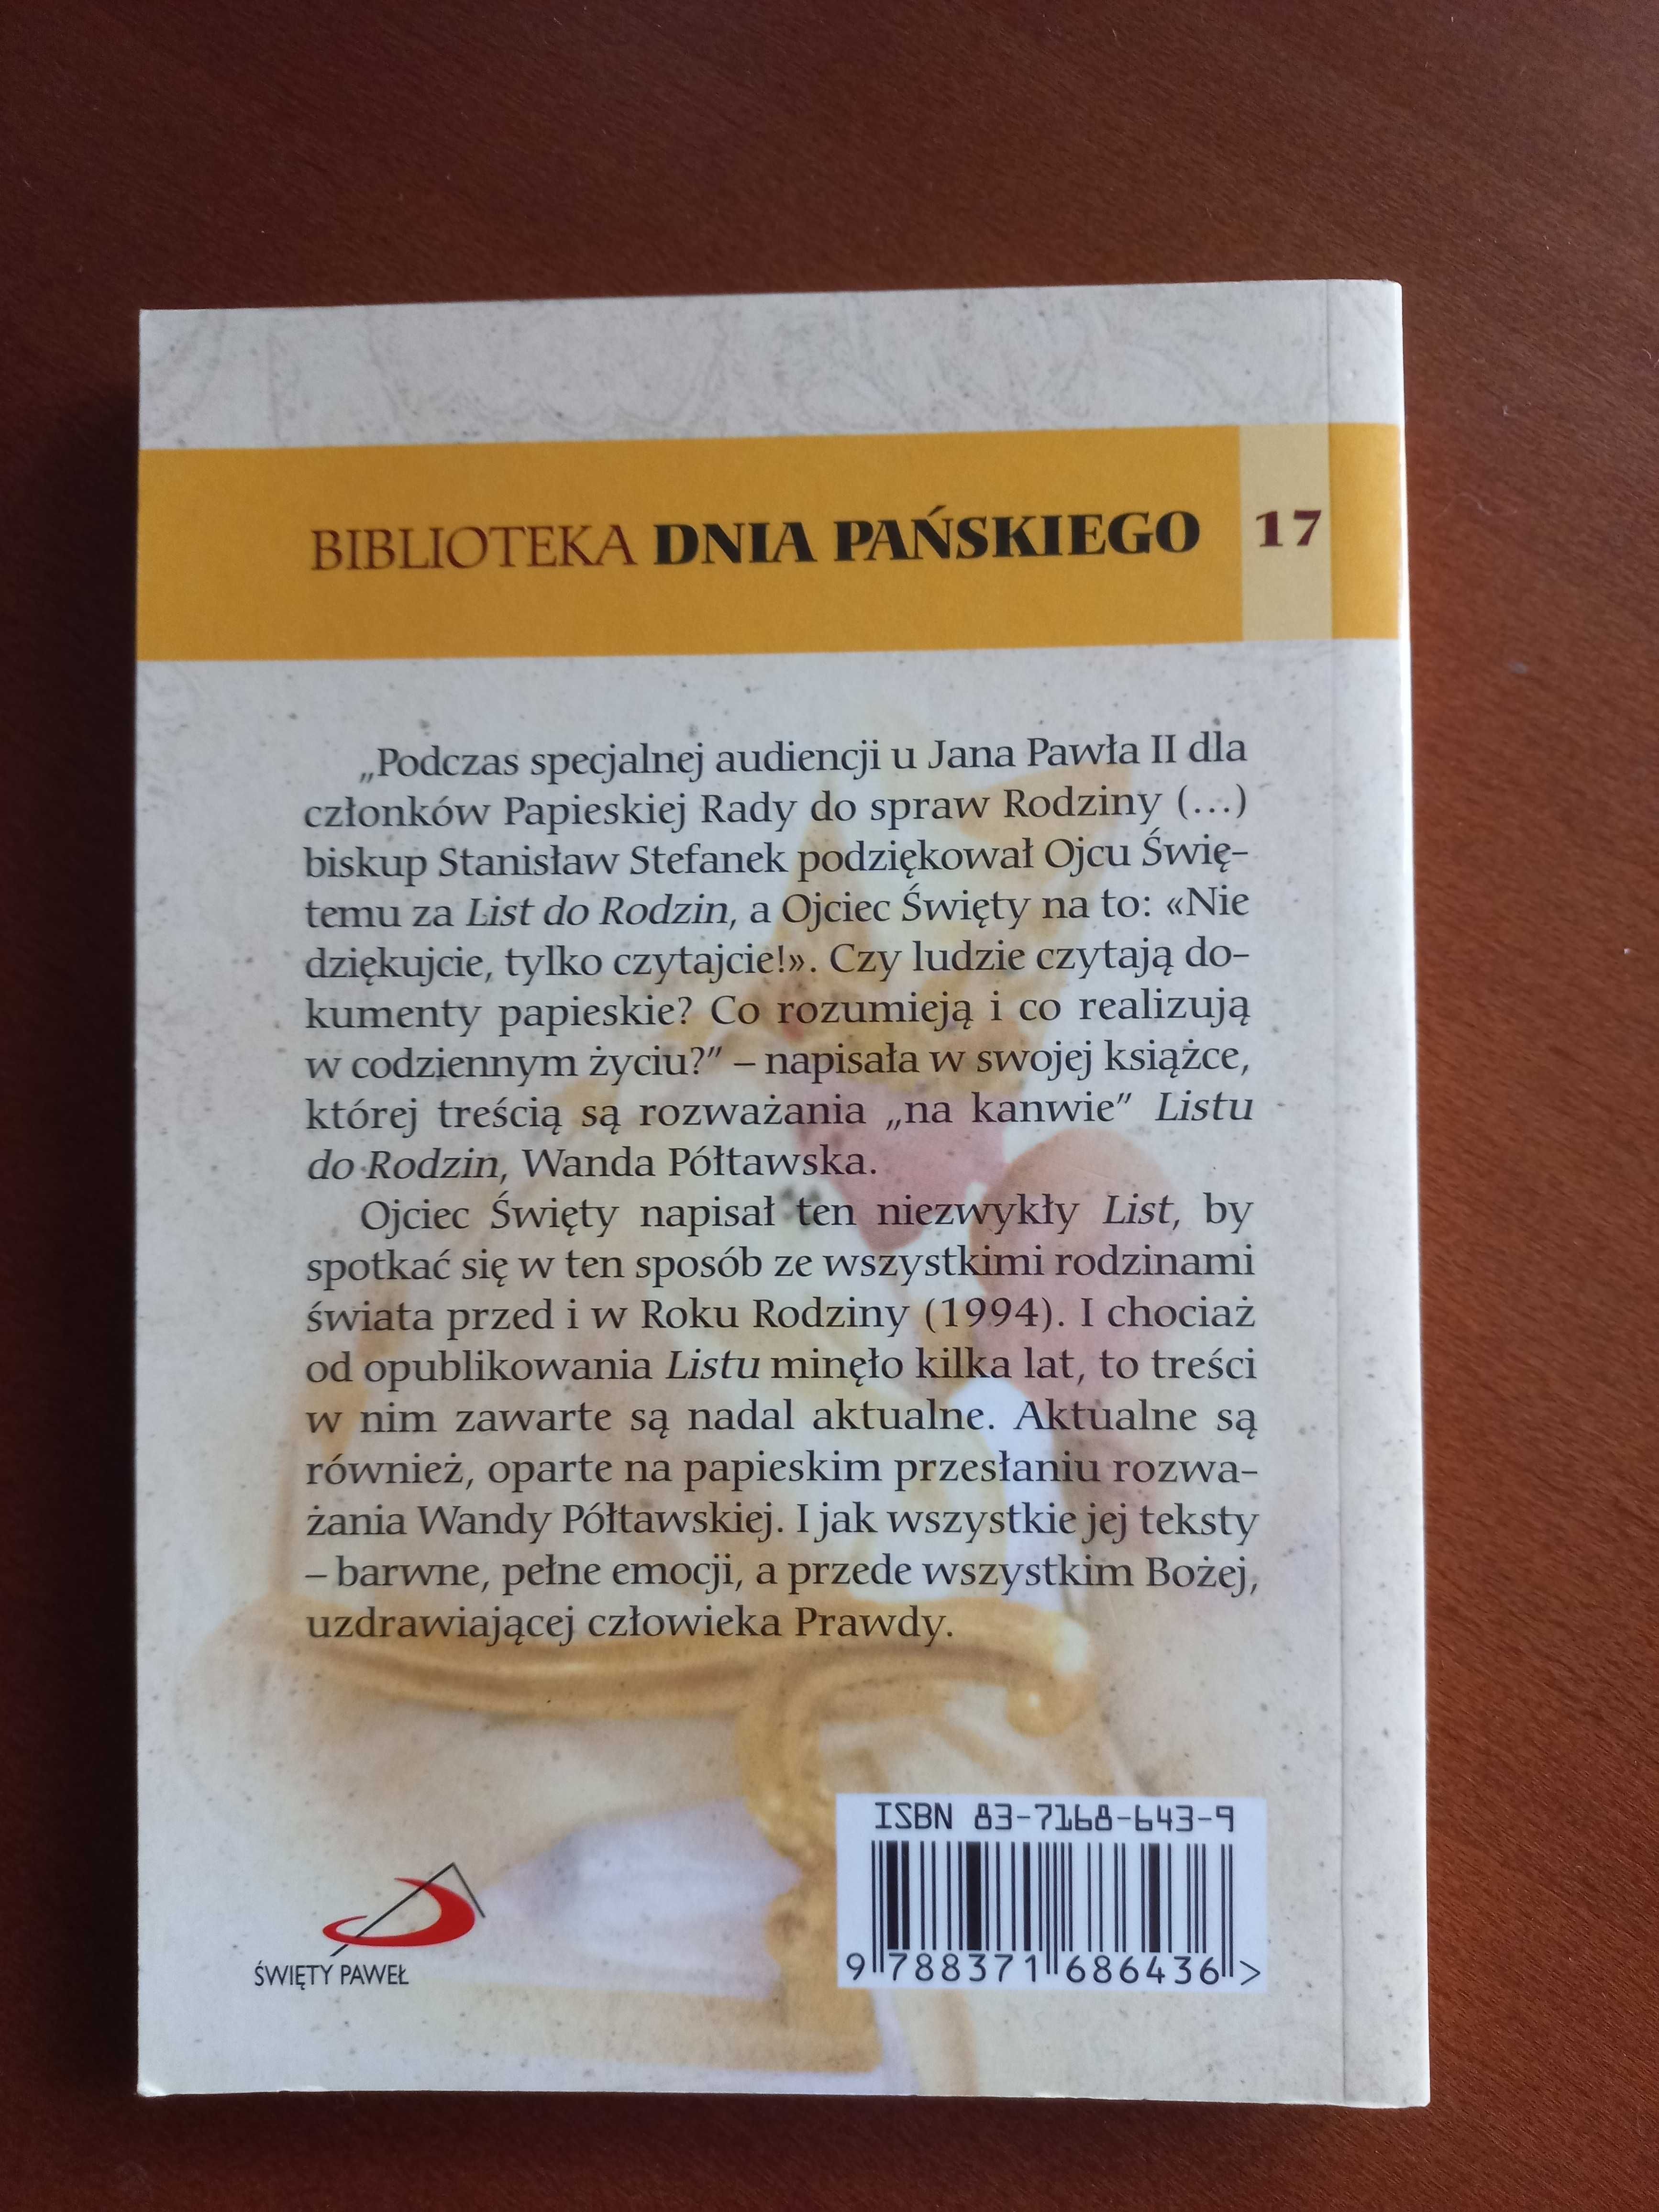 BIBLIOTEKA DNIA PAŃSKIEGO 17
„Podczas specjalnej audiencji u Jana Pawła II dla
członków Papieskiej Rady do spraw Rodziny (…)
biskup Stanisław Stefanek podziękował Ojcu Świę-
temu za List do Rodzin, a Ojciec Święty na to: «Nie
dziękujcie, tylko czytajcie!». Czy ludzie czytają do-
kumenty papieskie? Co rozumieją i co realizują
w codziennym życiu?” – napisała w swojej książce,
której treścią są rozważania „na kanwie” Listu
do Rodzin, Wanda Półtawska.
Ojciec Święty napisał ten niezwykły List, by
spotkać się w ten sposób ze wszystkimi rodzinami
świata przed i w Roku Rodziny (1994). I chociaż
od opublikowania Listu minęło kilka lat, to treści
w nim zawarte są nadal aktualne. Aktualne są
również, oparte na papieskim przesłaniu rozwa-
żania Wandy Półtawskiej. I jak wszystkie jej teksty
– barwne, pełne emocji, a przede wszystkim Bożej,
uzdrawiającej człowieka Prawdy.
ISBN 83-7168-643-9
9 788371 686436 >
ŚWIĘTY PAWEŁ